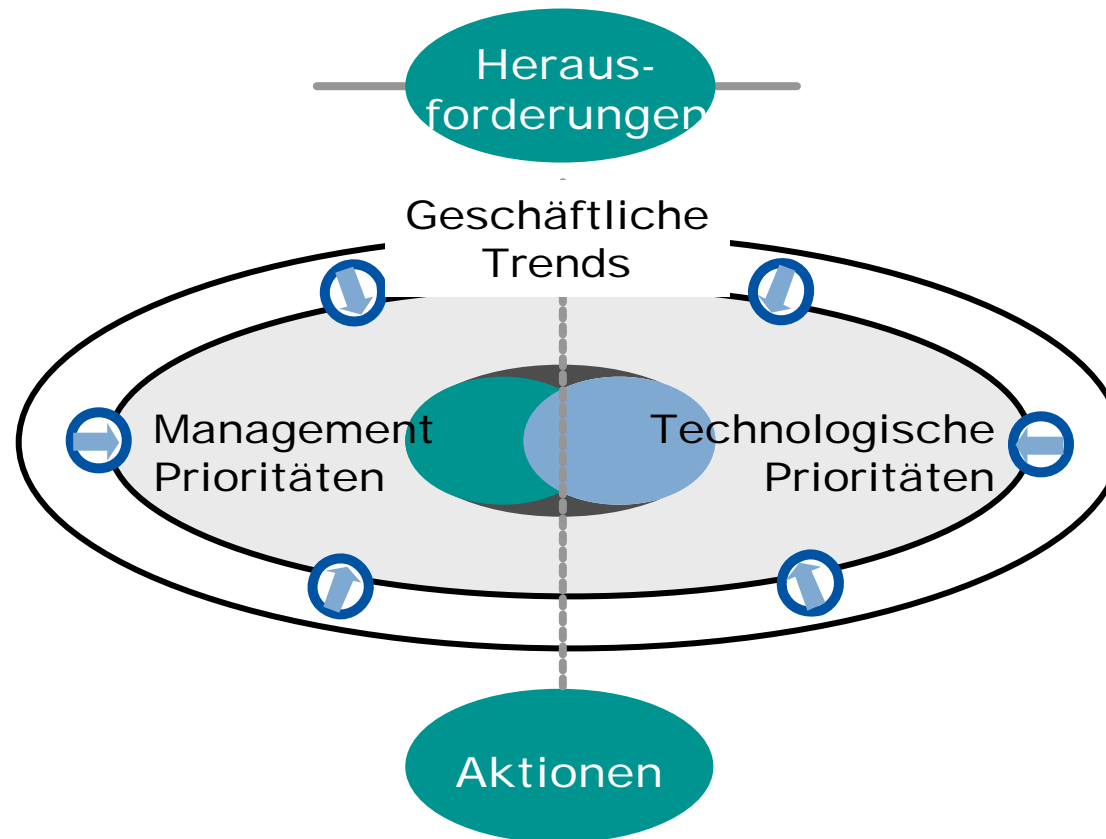 Heraus-
forderungen
Geschäftliche
Trends
Management
Prioritäten
Technologische
Prioritäten
Aktionen